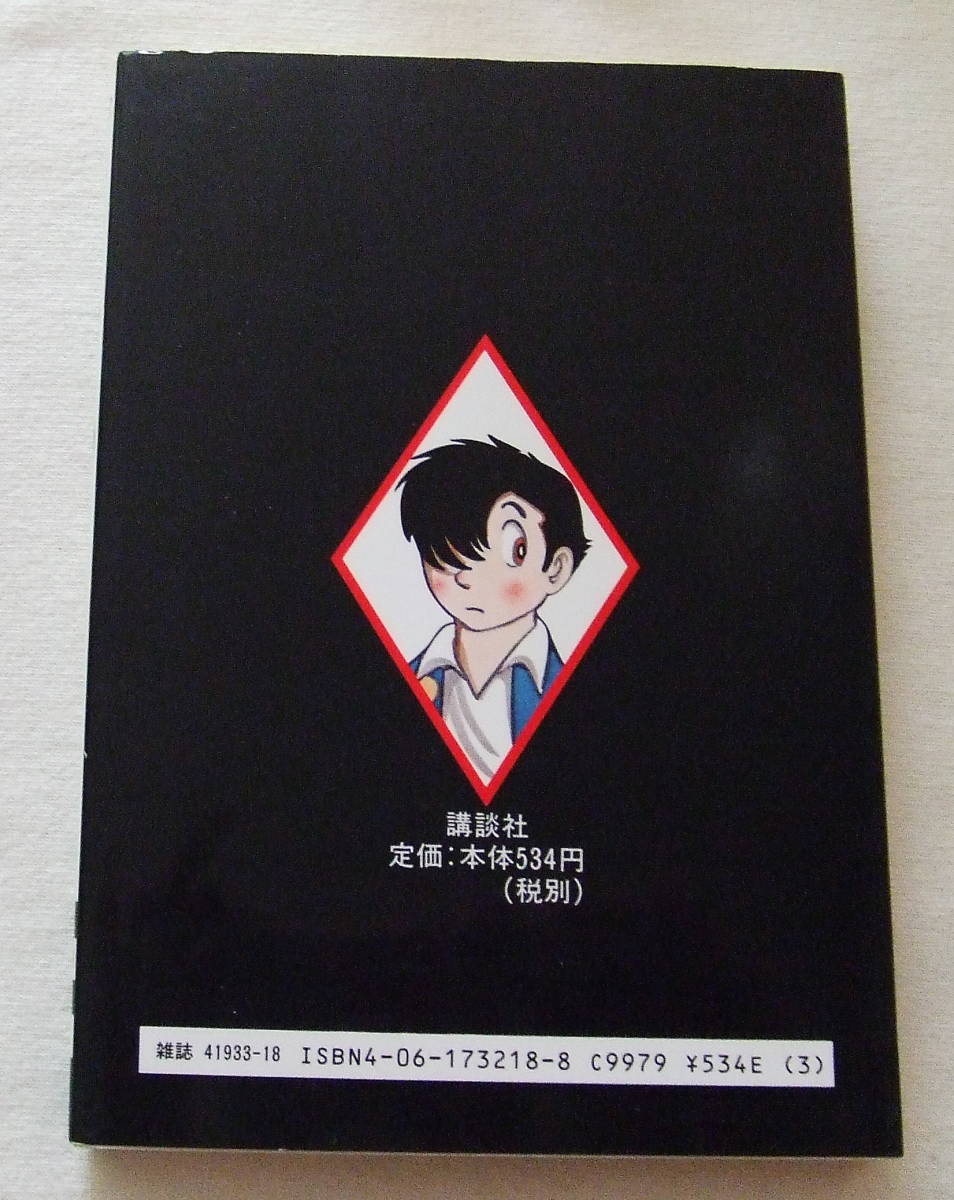 講談社
定価:本体534円
(税別)
雑誌 41933-18 ISBN4-06-173218-8 C9979 ¥534E (3)